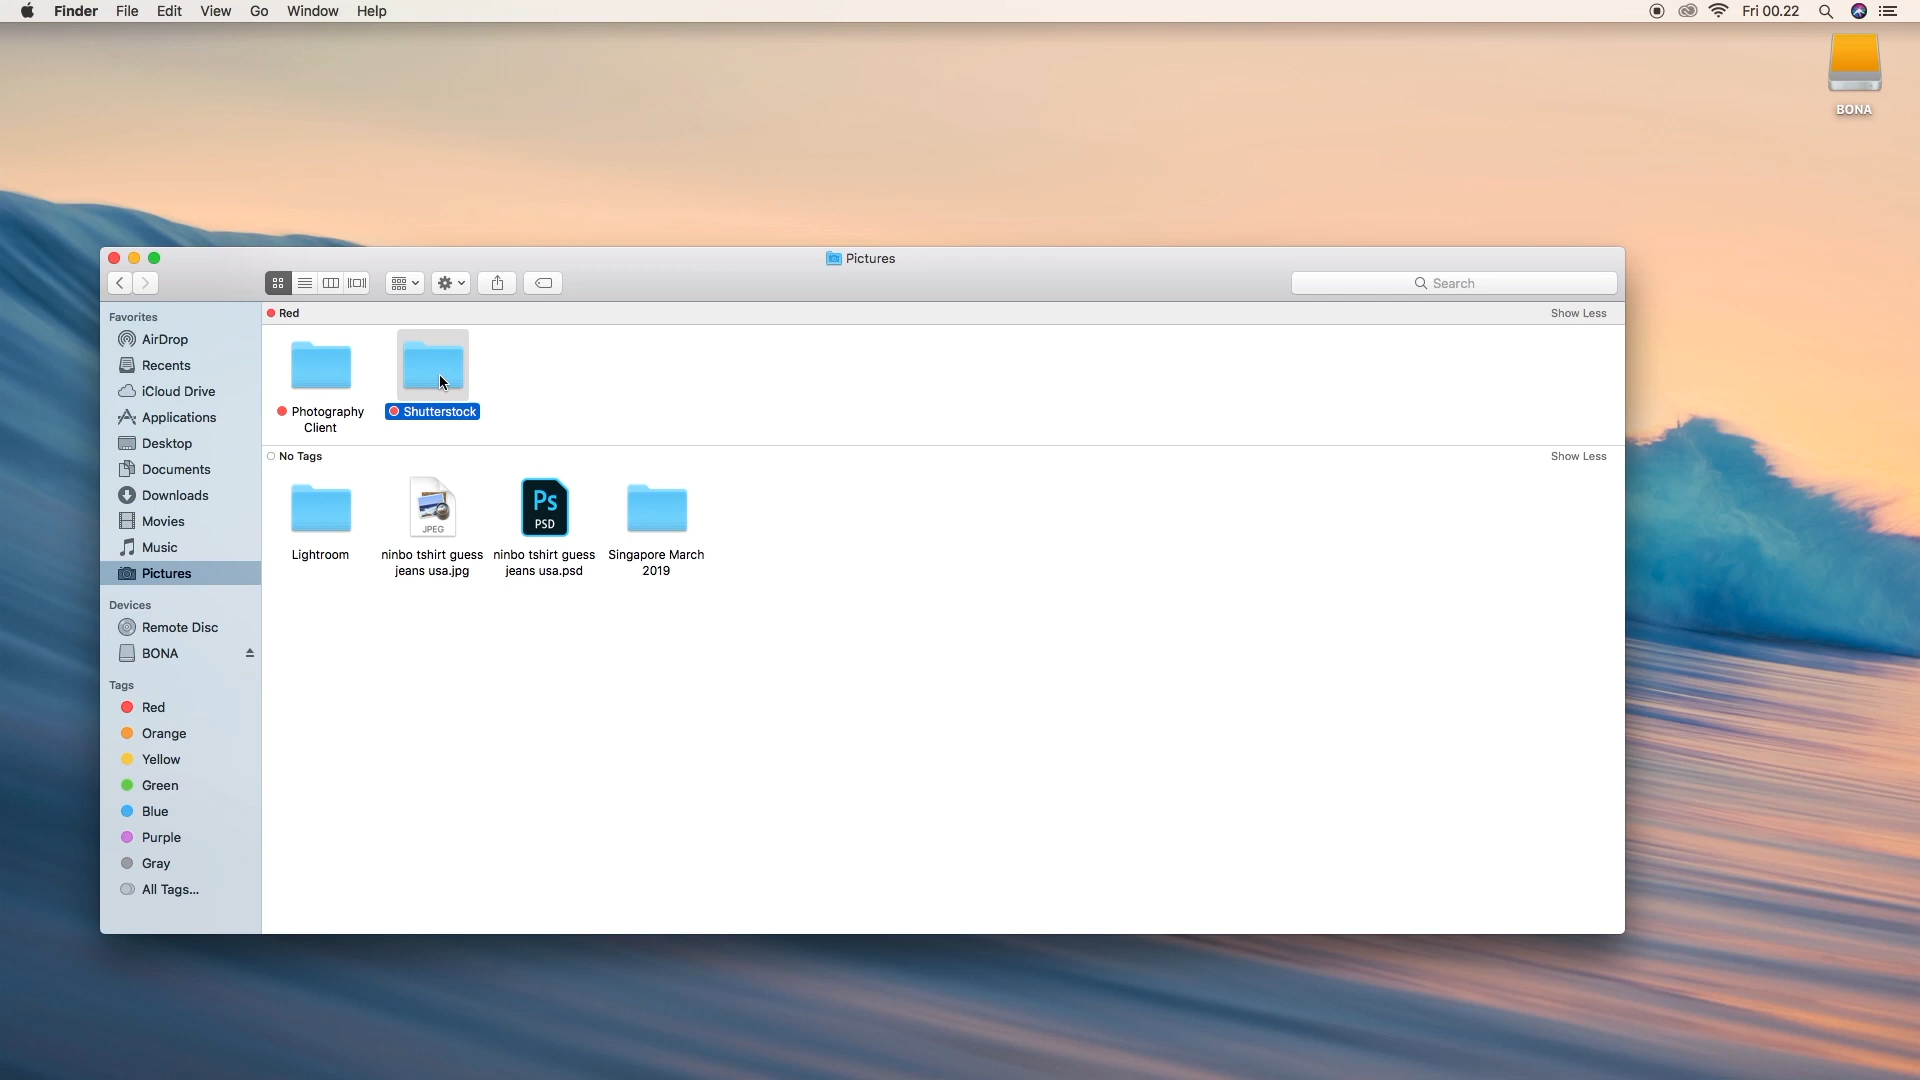 Finder File Edit View Go Window Help
Fri 00.22
BONA
Pictures
Search
Favorites
AirDrop
Recents
iCloud Drive
Applications
Desktop
Documents
Downloads
Movies
Music
Pictures
Devices
Remote Disc
BONA
Tags
Red
Orange
Yellow
Green
Blue
Purple
Gray
All Tags...
Red
Show Less
Photography
Client
Shutterstock
No Tags
Show Less
Lightroom
JPEG
ninbo tshirt guess
jeans usa.jpg
Ps
PSD
ninbo tshirt guess
jeans usa.psd
Singapore March
2019